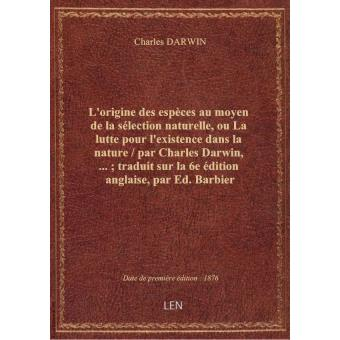 Charles DARWIN
L'origine des espèces au moyen
de la sélection naturelle, ou La
lutte pour l'existence dans la
nature / par Charles Darwin,
... ; traduit sur la 6e édition
anglaise, par Ed. Barbier
Date de première édition : 1876
LEN